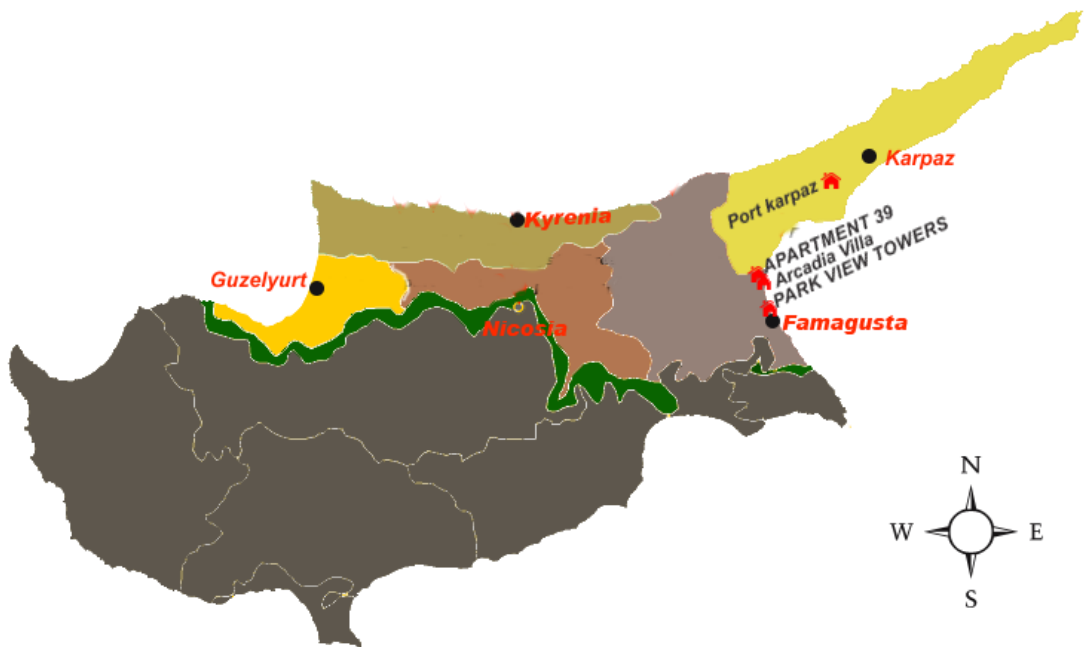 Karpaz
Port karpaz
Kyrenia
APARTMENT 39
Arcadia Villa
PARK VIEW TOWERS
Guzelyurt
Nicosia
Famagusta
N
W
E
S